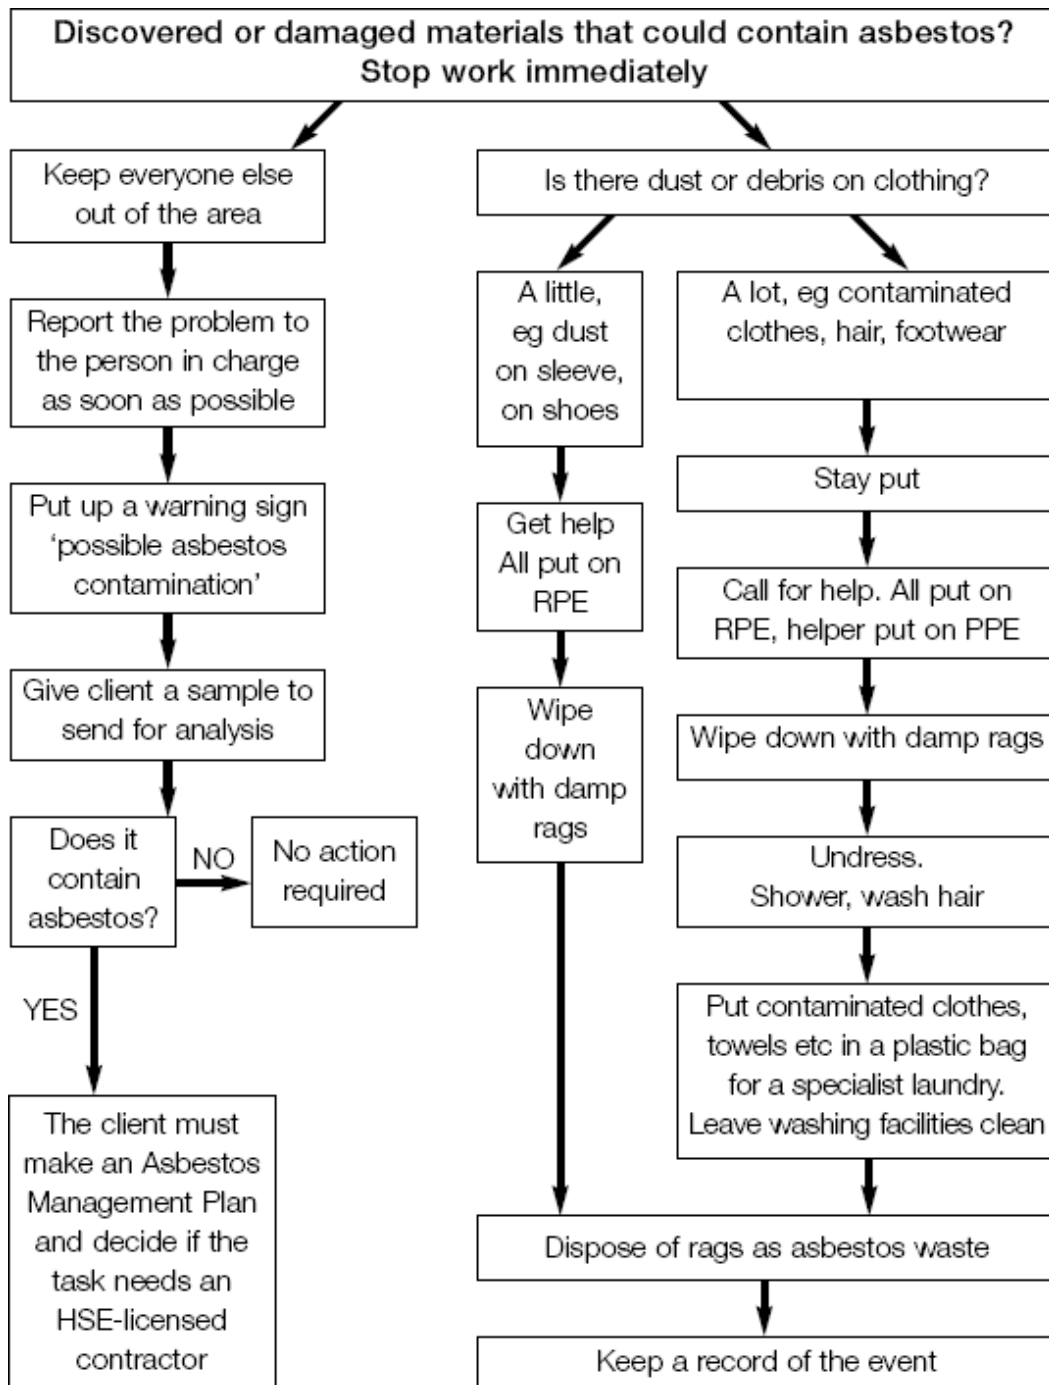 Discovered or damaged materials that could contain asbestos?
Stop work immediately
Keep everyone else
out of the area
Report the problem to
the person in charge
as soon as possible
Put up a warning sign
‘possible asbestos
contamination’
Give client a sample to
send for analysis
Does it
contain
asbestos?
NO
No action
required
YES
The client must
make an Asbestos
Management Plan
and decide if the
task needs an
HSE-licensed
contractor
Is there dust or debris on clothing?
A little,
eg dust
on sleeve,
on shoes
Get help
All put on
RPE
Wipe
down
with damp
rags
A lot, eg contaminated
clothes, hair, footwear
Stay put
Call for help. All put on
RPE, helper put on PPE
Wipe down with damp rags
Undress.
Shower, wash hair
Put contaminated clothes,
towels etc in a plastic bag
for a specialist laundry.
Leave washing facilities clean
Dispose of rags as asbestos waste
Keep a record of the event